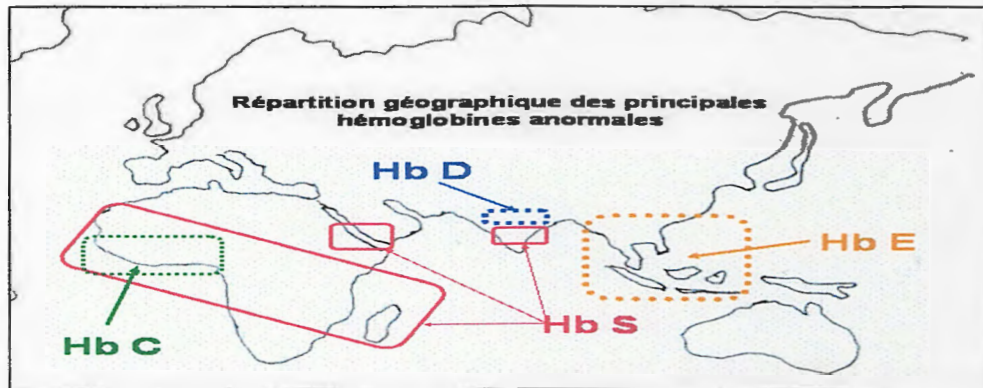 Répartition géographique des principales
hémoglobines anormales
Hb D
Hb E
Hb S
Hb C